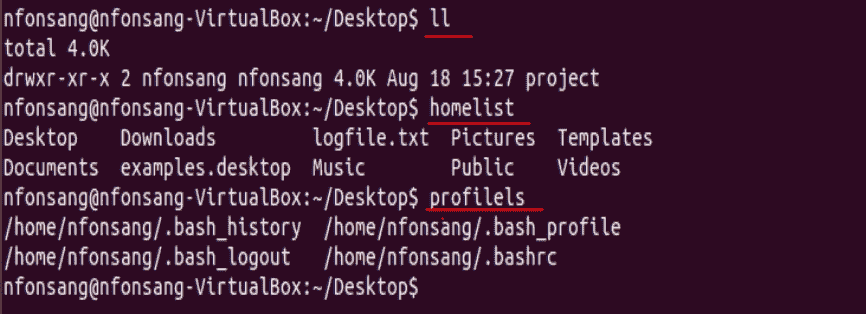 nfonsang@nfonsang-VirtualBox:~/Desktop$ ll
total 4.0K
drwxr-xr-x 2 nfonsang nfonsang 4.0K Aug 18 15:27 project
nfonsang@nfonsang-VirtualBox:~/Desktop$ homelist
Desktop    Downloads         logfile.txt  Pictures  Templates
Documents  examples.desktop  Music        Public    Videos
nfonsang@nfonsang-VirtualBox:~/Desktop$ profilels
/home/nfonsang/.bash_history  /home/nfonsang/.bash_profile
/home/nfonsang/.bash_logout   /home/nfonsang/.bashrc
nfonsang@nfonsang-VirtualBox:~/Desktop$